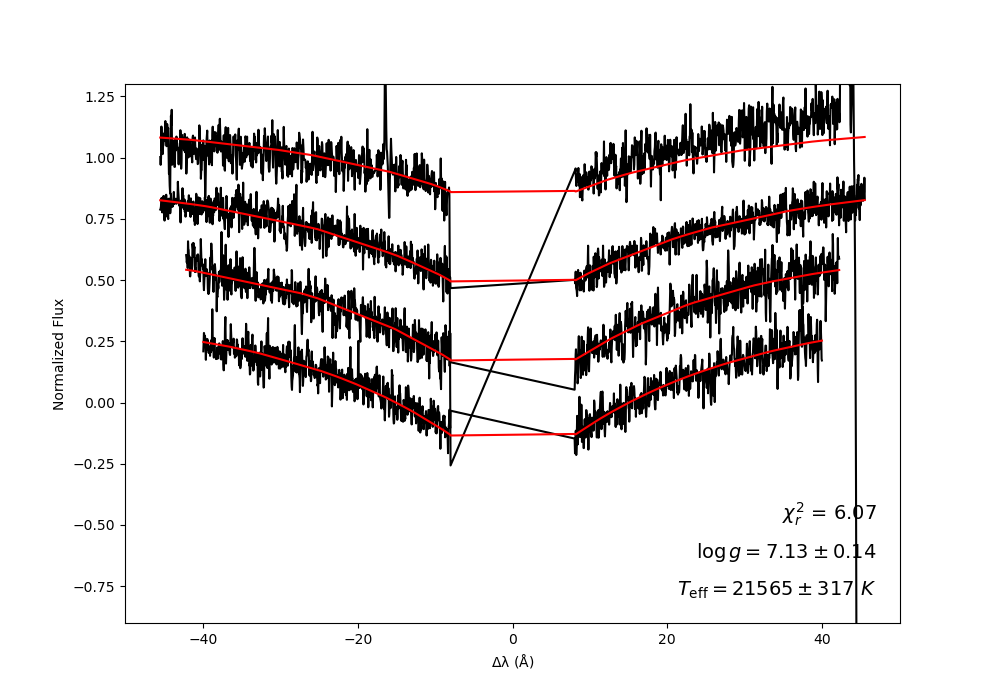 1.25
1.00
0.75
0.50
0.25
0.00
−0.25
−0.50
−0.75
Normalized Flux
χ²ᵣ = 6.07
log g = 7.13 ± 0.14
T_eff = 21565 ± 317 K
−40 −20 0 20 40
Δλ (Å)